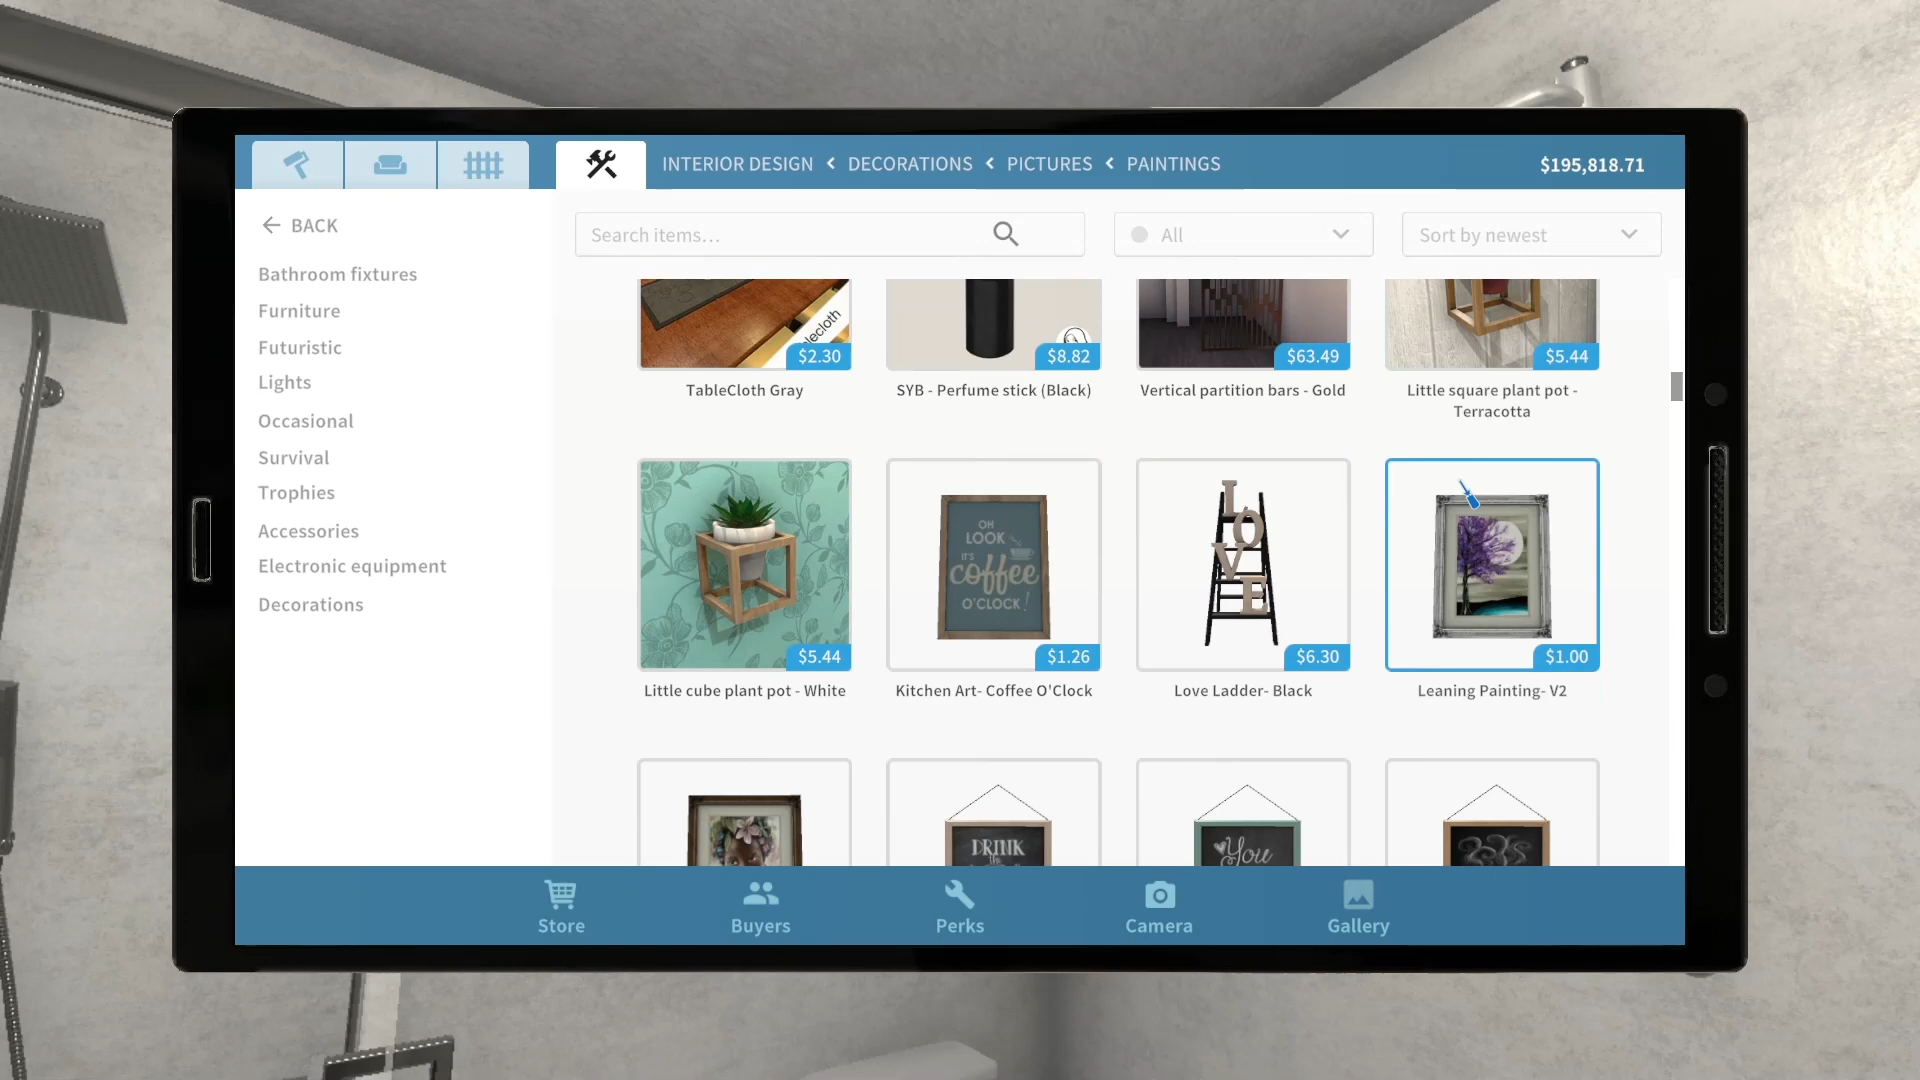 INTERIOR DESIGN < DECORATIONS < PICTURES < PAINTINGS
$195,818.71
BACK
Search items...
All
Sort by newest
Bathroom fixtures
Furniture
Futuristic
Lights
Occasional
Survival
Trophies
Accessories
Electronic equipment
Decorations
lecloth
$2.30
$8.82
$63.49
$5.44
TableCloth Gray
SYB - Perfume stick (Black)
Vertical partition bars - Gold
Little square plant pot -
Terracotta
OH
LOOK
IT'S
coffee
O'CLOCK!
LOVE
$5.44
$1.26
$6.30
$1.00
Little cube plant pot - White
Kitchen Art- Coffee O'Clock
Love Ladder- Black
Leaning Painting- V2
DRINK
the
You
Store
Buyers
Perks
Camera
Gallery